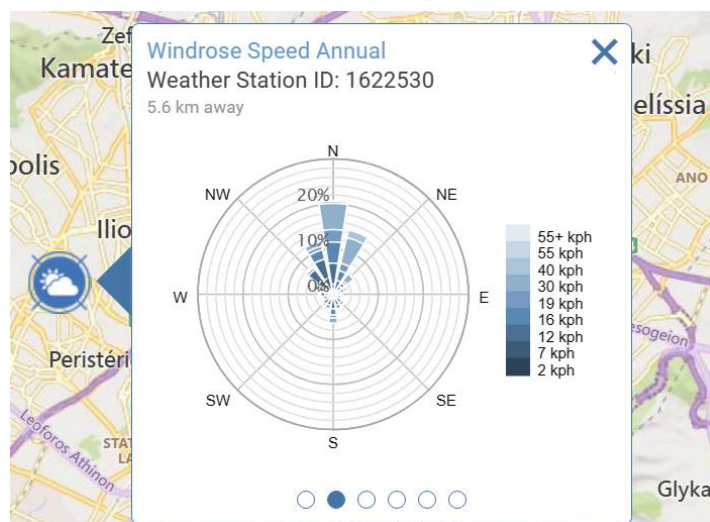 Zef
Kamate
polis
Ilio
Peristéri
Leoforos Athinon
STAT
LA
Windrose Speed Annual
Weather Station ID: 1622530
5.6 km away
N
NW
NE
20%
10%
0%
W
E
SW
SE
S
55+ kph
55 kph
40 kph
30 kph
19 kph
16 kph
12 kph
7 kph
2 kph
ki
elíssia
ANO
esogeion
Glyka